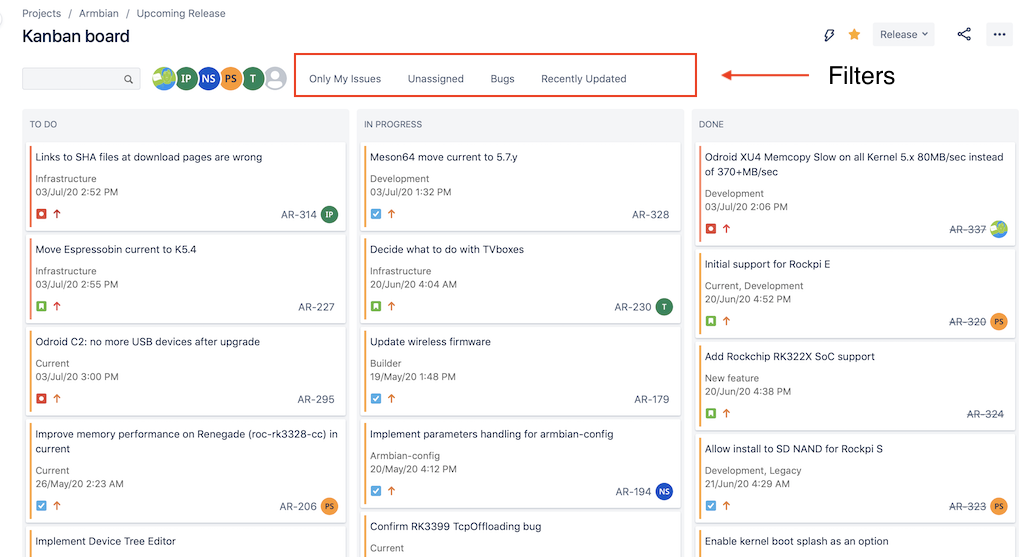 Projects / Armbian / Upcoming Release
Kanban board
Release
IP NS PS T
Only My Issues Unassigned Bugs Recently Updated
Filters
TO DO
Links to SHA files at download pages are wrong
Infrastructure
03/Jul/20 2:52 PM
AR-314 IP
Move Espressobin current to K5.4
Infrastructure
03/Jul/20 2:55 PM
AR-227
Odroid C2: no more USB devices after upgrade
Current
03/Jul/20 3:00 PM
AR-295
Improve memory performance on Renegade (roc-rk3328-cc) in
current
Current
26/May/20 2:23 AM
AR-206 PS
Implement Device Tree Editor
IN PROGRESS
Meson64 move current to 5.7.y
Development
03/Jul/20 1:32 PM
AR-328
Decide what to do with TVboxes
Infrastructure
20/Jun/20 4:04 AM
AR-230 T
Update wireless firmware
Builder
19/May/20 1:48 PM
AR-179
Implement parameters handling for armbian-config
Armbian-config
20/May/20 4:12 PM
AR-194 NS
Confirm RK3399 TcpOffloading bug
Current
DONE
Odroid XU4 Memcopy Slow on all Kernel 5.x 80MB/sec instead
of 370+MB/sec
Development
03/Jul/20 2:06 PM
AR-337
Initial support for Rockpi E
Current, Development
20/Jun/20 4:52 PM
AR-320 PS
Add Rockchip RK322X SoC support
New feature
20/Jun/20 4:38 PM
AR-324
Allow install to SD NAND for Rockpi S
Development, Legacy
21/Jun/20 4:29 AM
AR-323 PS
Enable kernel boot splash as an option